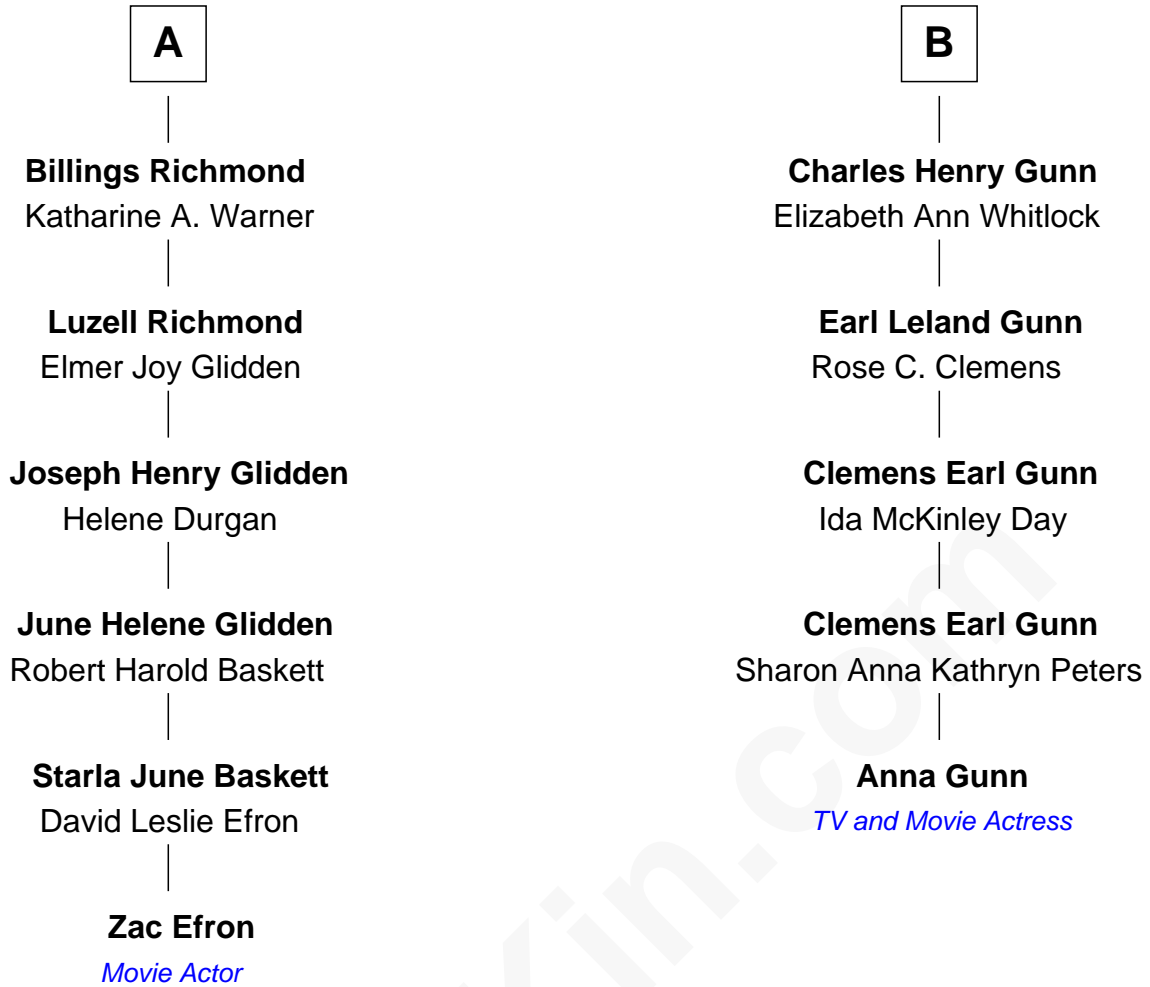 A
Billings Richmond
Katharine A. Warner
Luzell Richmond
Elmer Joy Glidden
Joseph Henry Glidden
Helene Durgan
June Helene Glidden
Robert Harold Baskett
Starla June Baskett
David Leslie Efron
Zac Efron
Movie Actor
B
Charles Henry Gunn
Elizabeth Ann Whitlock
Earl Leland Gunn
Rose C. Clemens
Clemens Earl Gunn
Ida McKinley Day
Clemens Earl Gunn
Sharon Anna Kathryn Peters
Anna Gunn
TV and Movie Actress
Kin.com